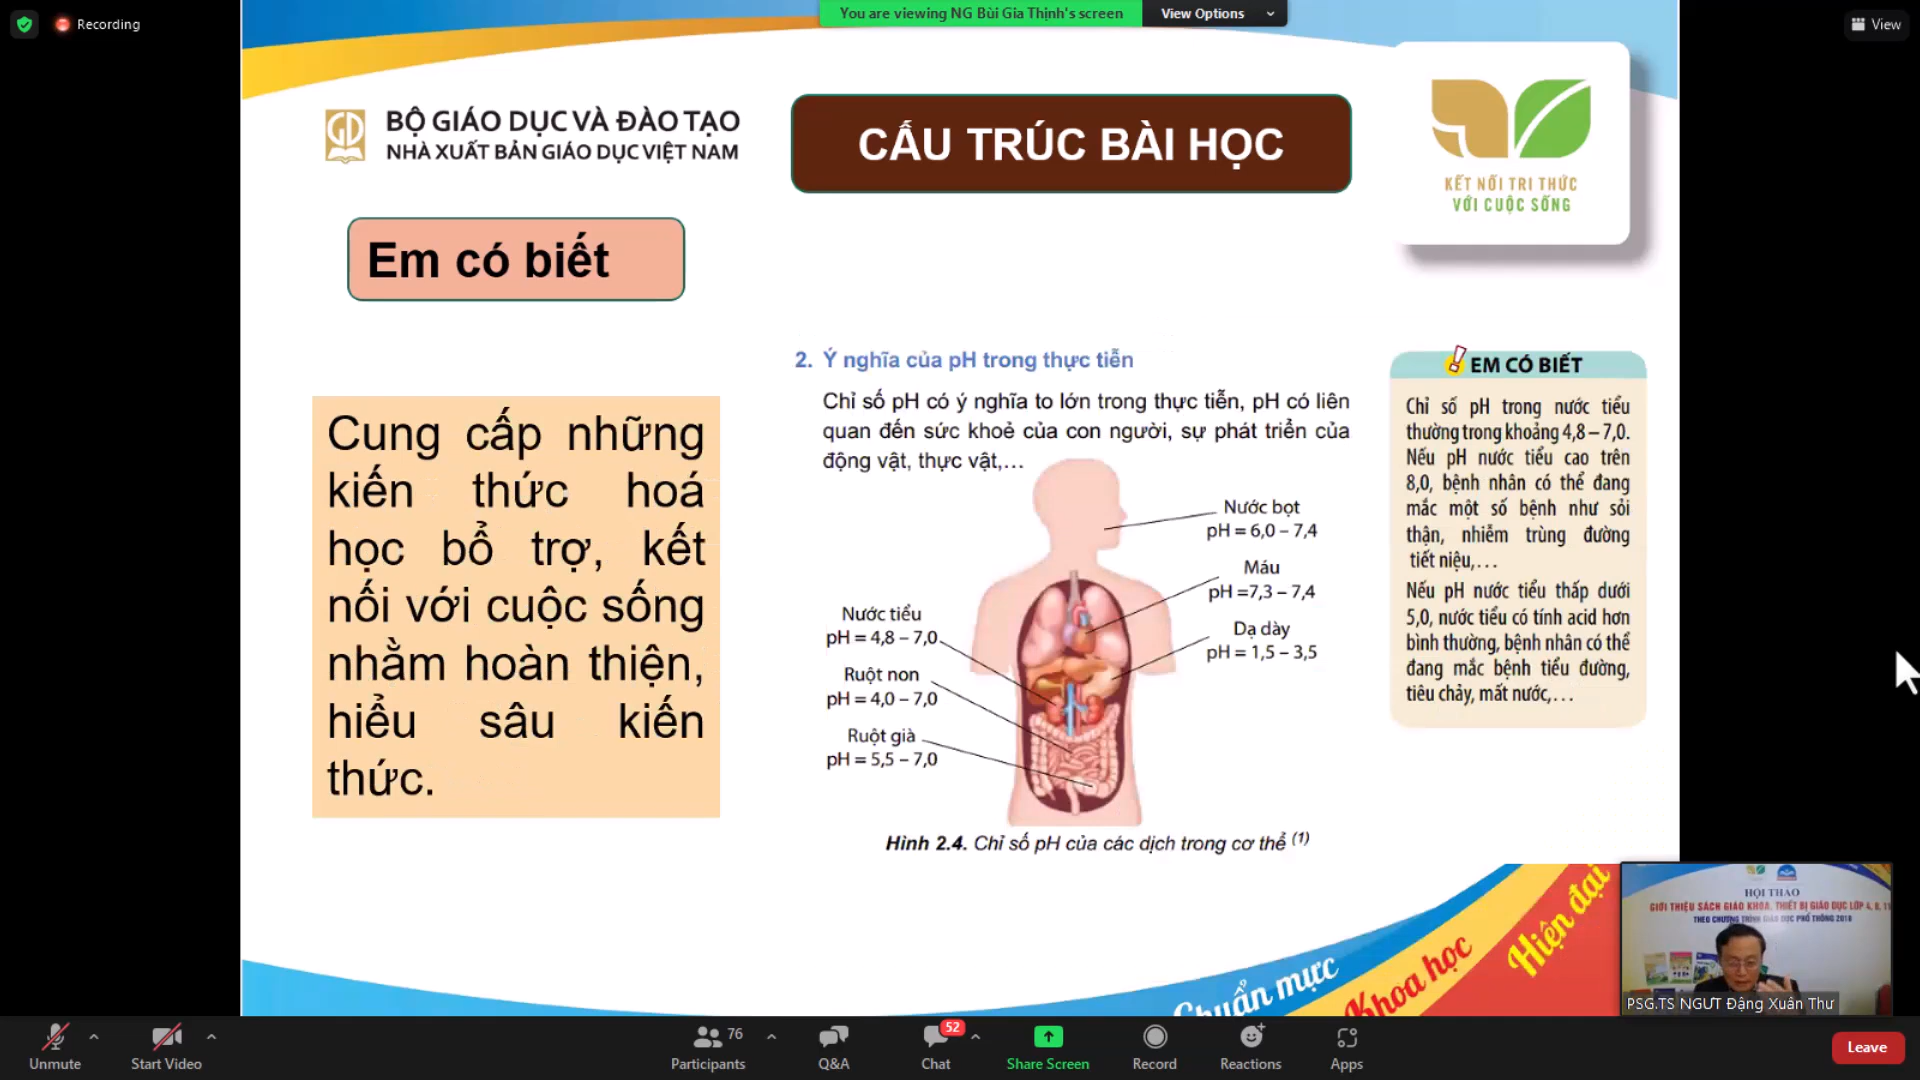 Recording
You are viewing NG Bùi Gia Thịnh's screen
View Options
View
BỘ GIÁO DỤC VÀ ĐÀO TẠO
NHÀ XUẤT BẢN GIÁO DỤC VIỆT NAM
CẤU TRÚC BÀI HỌC
KẾT NỐI TRI THỨC
VỚI CUỘC SỐNG
Em có biết
Cung cấp những
kiến thức hoá
học bổ trợ, kết
nối với cuộc sống
nhằm hoàn thiện,
hiểu sâu kiến
thức.
2. Ý nghĩa của pH trong thực tiễn
Chỉ số pH có ý nghĩa to lớn trong thực tiễn, pH có liên
quan đến sức khoẻ của con người, sự phát triển của
động vật, thực vật,...
Nước bọt
pH = 6,0 – 7,4
Máu
pH =7,3 – 7,4
Dạ dày
pH = 1,5 – 3,5
Nước tiểu
pH = 4,8 – 7,0
Ruột non
pH = 4,0 – 7,0
Ruột già
pH = 5,5 – 7,0
Hình 2.4. Chỉ số pH của các dịch trong cơ thể (1)
EM CÓ BIẾT
Chỉ số pH trong nước tiểu
thường trong khoảng 4,8 – 7,0.
Nếu pH nước tiểu cao trên
8,0, bệnh nhân có thể đang
mắc một số bệnh như sỏi
thận, nhiễm trùng đường
tiết niệu,...
Nếu pH nước tiểu thấp dưới
5,0, nước tiểu có tính acid hơn
bình thường, bệnh nhân có thể
đang mắc bệnh tiểu đường,
tiêu chảy, mất nước,...
Chuẩn mực
Khoa học
Hiện đại
HỘI THẢO
GIỚI THIỆU SÁCH GIÁO KHOA, THIẾT BỊ GIÁO DỤC LỚP 4, 8, 11
THEO CHƯƠNG TRÌNH GIÁO DỤC PHỔ THÔNG 2018
PSG.TS NGƯT Đặng Xuân Thư
Unmute
Start Video
Participants
76
Q&A
Chat
52
Share Screen
Record
Reactions
Apps
Leave